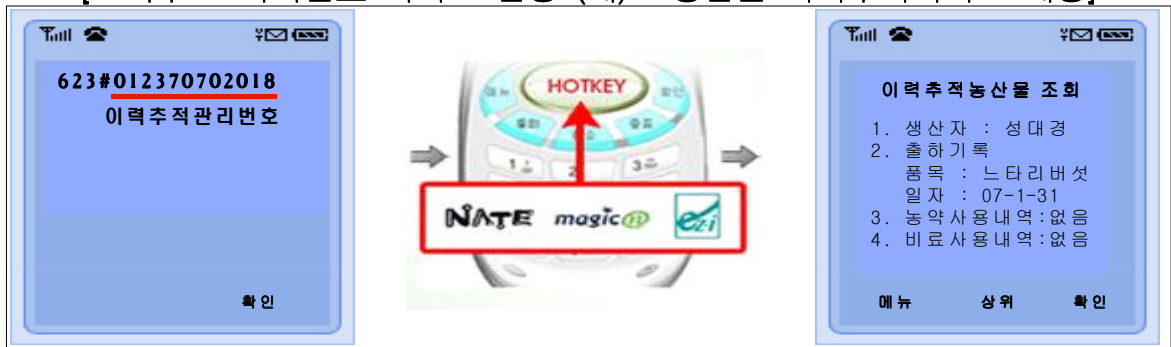 623#012370702018
이력추적관리번호
확인
HOTKEY
NATE magicⓝ ez-i
이력추적농산물 조회
1. 생산자 : 성대경
2. 출하기록
품목 : 느타리버섯
일자 : 07-1-31
3. 농약사용내역:없음
4. 비료사용내역:없음
메뉴 상위 확인